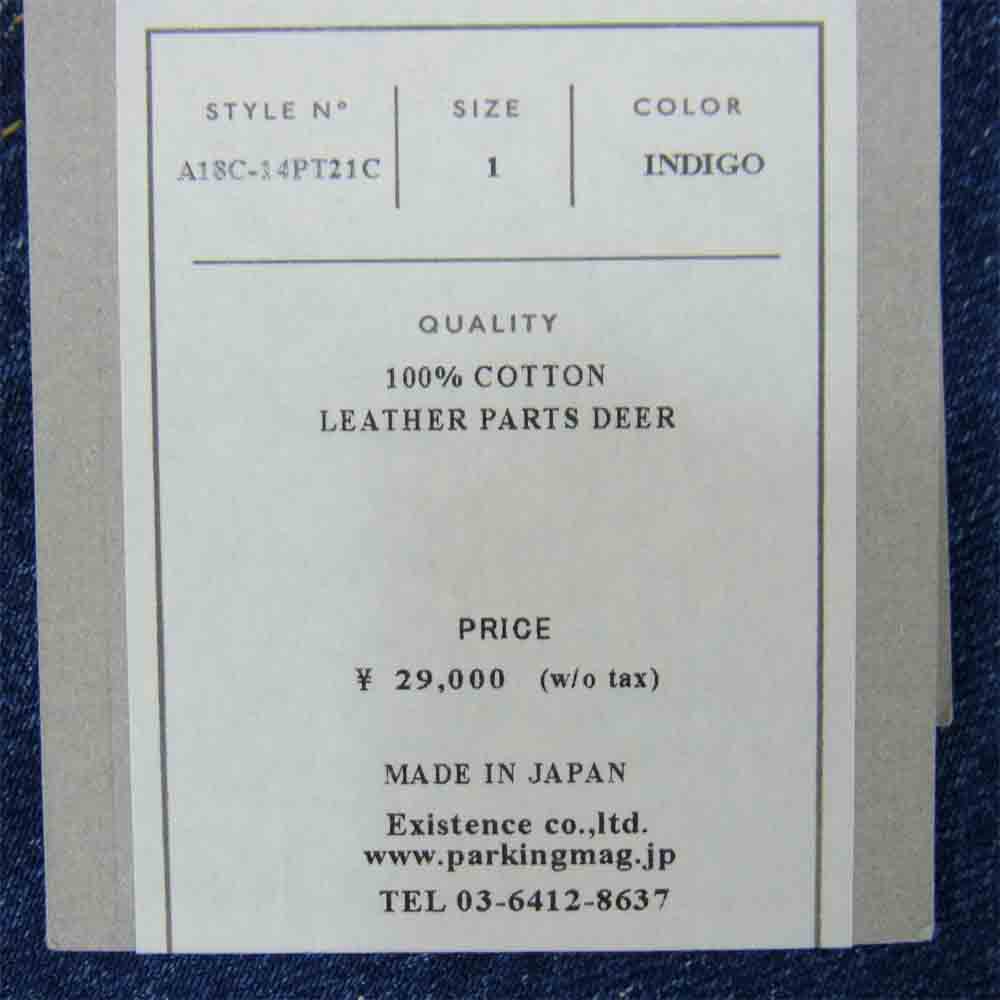 STYLE Nº SIZE COLOR
1 INDIGO
QUALITY
100% COTTON
LEATHER PARTS DEER
PRICE
¥ 29,000 (w/o tax)
MADE IN JAPAN
Existence co.,ltd.
www.parkingmag.jp
TEL 03-6412-8637